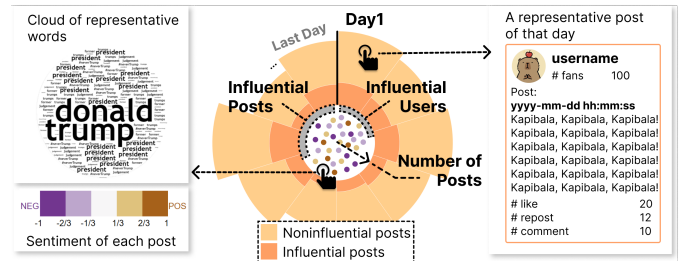 Cloud of representative
words
president
donald
trump
president
NEG
POS
-1
-2/3
-1/3
1/3
2/3
1
Sentiment of each post
Last Day
Day1
Influential
Posts
Influential
Users
Number of
Posts
Noninfluential posts
Influential posts
A representative post
of that day
username
# fans 100
Post:
yyyy-mm-dd hh:mm:ss
Kapibala, Kapibala, Kapibala!
Kapibala, Kapibala, Kapibala!
Kapibala, Kapibala, Kapibala!
Kapibala, Kapibala, Kapibala!
Kapibala, Kapibala, Kapibala!
Kapibala, Kapibala, Kapibala!
# like 20
# repost 12
# comment 10